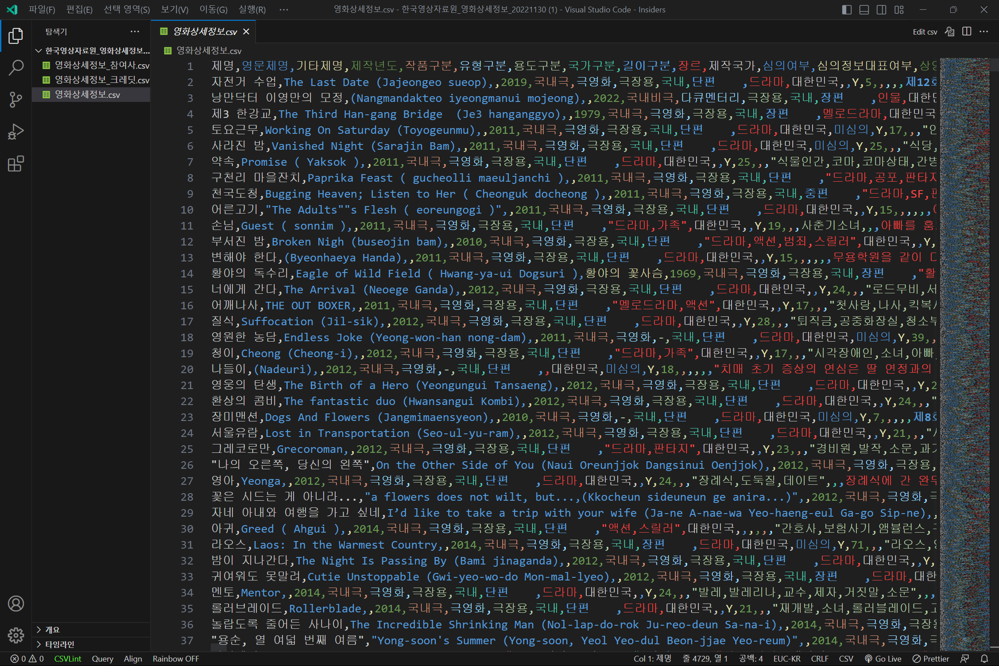 파일(F) 편집(E) 선택 영역(S) 보기(V) 이동(G) 실행(R) ··· 영화상세정보.csv - 한국영상자료원_영화상세정보_20221130 (1) - Visual Studio Code - Insiders
탐색기 ···
한국영상자료원_영화상세정보...
영화상세정보_참여사.csv
영화상세정보_크레딧.csv
영화상세정보.csv
개요
타임라인
영화상세정보.csv
Edit csv
영화상세정보.csv
1 제명,영문제명,기타제명,제작년도,작품구분,유형구분,용도구분,국가구분,길이구분,장르,제작국가,심의여부,심의정보대표여부,상영
2 자전거 수업,The Last Date (Jajeongeo sueop),,2019,국내극,극영화,극장용,국내,단편    ,드라마,대한민국,,Y,5,,,,,제12회
3 낭만닥터 이영만의 모정,(Nangmandakteo iyeongmanui mojeong),,2022,국내비극,다큐멘터리,극장용,국내,장편    ,인물,대한민
4 제3 한강교,The Third Han-gang Bridge  (Je3 hanganggyo),,1979,국내극,극영화,극장용,국내,장편    ,멜로드라마,대한민국
5 토요근무,Working On Saturday (Toyogeunmu),,2011,국내극,극영화,극장용,국내,단편    ,드라마,대한민국,미심의,Y,17,,,"인
6 사라진 밤,Vanished Night (Sarajin Bam),,2011,국내극,극영화,극장용,국내,단편    ,드라마,대한민국,미심의,Y,25,,,"식당,
7 약속,Promise ( Yaksok ),,2011,국내극,극영화,극장용,국내,단편    ,드라마,대한민국,,Y,25,,,"식물인간,코마,코마상태,간병
8 구천리 마을잔치,Paprika Feast ( gucheolli maeuljanchi ),,2011,국내극,극영화,극장용,국내,단편    ,"드라마,공포,판타지
9 천국도청,Bugging Heaven; Listen to Her ( Cheonguk docheong ),,2011,국내극,극영화,극장용,국내,중편    ,"드라마,SF,판
10 어른고기,"The Adults""s Flesh ( eoreungogi )",,2011,국내극,극영화,극장용,국내,단편    ,드라마,대한민국,,Y,15,,,,,,
11 손님,Guest ( sonnim ),,2011,국내극,극영화,극장용,국내,단편    ,"드라마,가족",대한민국,,Y,19,,,사춘기소녀,,,아빠를 훔
12 부서진 밤,Broken Nigh (buseojin bam),,2010,국내극,극영화,극장용,국내,단편    ,"드라마,액션,범죄,스릴러",대한민국,,Y,
13 변해야 한다,(Byeonhaeya Handa),,2011,국내극,극영화,극장용,국내,단편    ,드라마,대한민국,,Y,15,,,,,,무용학원을 같이 다
14 황야의 독수리,Eagle of Wild Field ( Hwang-ya-ui Dogsuri ),황야의 꽃사슴,1969,국내극,극영화,극장용,국내,장편    ,"활
15 너에게 간다,The Arrival (Neoege Ganda),,2012,국내극,극영화,극장용,국내,단편    ,드라마,대한민국,,Y,24,,,"로드무비,서
16 어깨나사,THE OUT BOXER,,2011,국내극,극영화,극장용,국내,단편    ,"멜로드라마,액션",대한민국,,Y,17,,,"첫사랑,나사,킥복시
17 질식,Suffocation (Jil-sik),,2012,국내극,극영화,극장용,국내,단편    ,드라마,대한민국,,Y,28,,,"퇴직금,공중화장실,청소부
18 영원한 농담,Endless Joke (Yeong-won-han nong-dam),,2011,국내극,극영화,-,국내,단편    ,드라마,대한민국,미심의,Y,39,,
19 청이,Cheong (Cheong-i),,2012,국내극,극영화,극장용,국내,단편    ,"드라마,가족",대한민국,,Y,17,,,"시각장애인,소녀,아빠,
20 나들이,(Nadeuri),,2012,국내극,극영화,-,국내,단편    ,,대한민국,미심의,Y,18,,,,,,"치매 초기 증상의 연심은 딸 연정과의
21 영웅의 탄생,The Birth of a Hero (Yeongungui Tansaeng),,2012,국내극,극영화,극장용,국내,단편    ,드라마,대한민국,,Y,2
22 환상의 콤비,The fantastic duo (Hwansangui Kombi),,2012,국내극,극영화,극장용,국내,단편    ,드라마,대한민국,,Y,24,,,"
23 장미맨션,Dogs And Flowers (Jangmimaensyeon),,2010,국내극,극영화,-,국내,단편    ,드라마,대한민국,미심의,Y,7,,,,,제8회
24 서울유람,Lost in Transportation (Seo-ul-yu-ram),,2012,국내극,극영화,극장용,국내,단편    ,드라마,대한민국,,Y,21,,,"
25 그레코로만,Grecoroman,,2012,국내극,극영화,극장용,국내,단편    ,"드라마,판타지",대한민국,,Y,23,,,"경비원,발작,소문,과거
26 "나의 오른쪽, 당신의 왼쪽",On the Other Side of You (Naui Oreunjjok Dangsinui Oenjjok),,2012,국내극,극영화,극장용,
27 영아,Yeonga,,2012,국내극,극영화,극장용,국내,단편    ,드라마,대한민국,,Y,24,,,"장례식,도둑질,데이트",,,장례식에 간 완두
28 꽃은 시드는 게 아니라...,"a flowers does not wilt, but...,(Kkocheun sideuneun ge anira...)",,2012,국내극,극영화,
29 자네 아내와 여행을 가고 싶네,I’d like to take a trip with your wife (Ja-ne A-nae-wa Yeo-haeng-eul Ga-go Sip-ne),,
30 아귀,Greed ( Ahgui ),,2014,국내극,극영화,극장용,국내,단편    ,"액션,스릴러",대한민국,,,,,,"간호사,보험사기,앰뷸런스,
31 라오스,Laos: In the Warmest Country,,2014,국내극,극영화,극장용,국내,장편    ,드라마,대한민국,미심의,Y,71,,,"라오스,
32 밤이 지나간다,The Night Is Passing By (Bami jinaganda),,2012,국내극,극영화,극장용,국내,단편    ,드라마,대한민국,,Y,
33 귀여워도 못말려,Cutie Unstoppable (Gwi-yeo-wo-do Mon-mal-lyeo),,2012,국내극,극영화,극장용,국내,장편    ,드라마,대한
34 멘토,Mentor,,2014,국내극,극영화,극장용,국내,단편    ,드라마,대한민국,,Y,24,,,"발레,발레리나,교수,제자,거짓말,소문",,,
35 롤러브레이드,Rollerblade,,2014,국내극,극영화,극장용,국내,단편    ,드라마,대한민국,,Y,21,,,"재개발,소녀,롤러블레이드,
36 놀랍도록 줄어든 사나이,The Incredible Shrinking Man (Nol-lap-do-rok Ju-reo-deun Sa-na-i),,2014,국내극,극영화,극장용
37 "용순, 열 여덟 번째 여름","Yong-soon's Summer (Yong-soon, Yeol Yeo-dul Beon-jjae Yeo-reum)",,2014,국내극,극영화,
0 0 CSVLint Query Align Rainbow OFF Col 1: 제명 줄 4729, 열 1 공백: 4 EUC-KR CRLF CSV Go Live Prettier